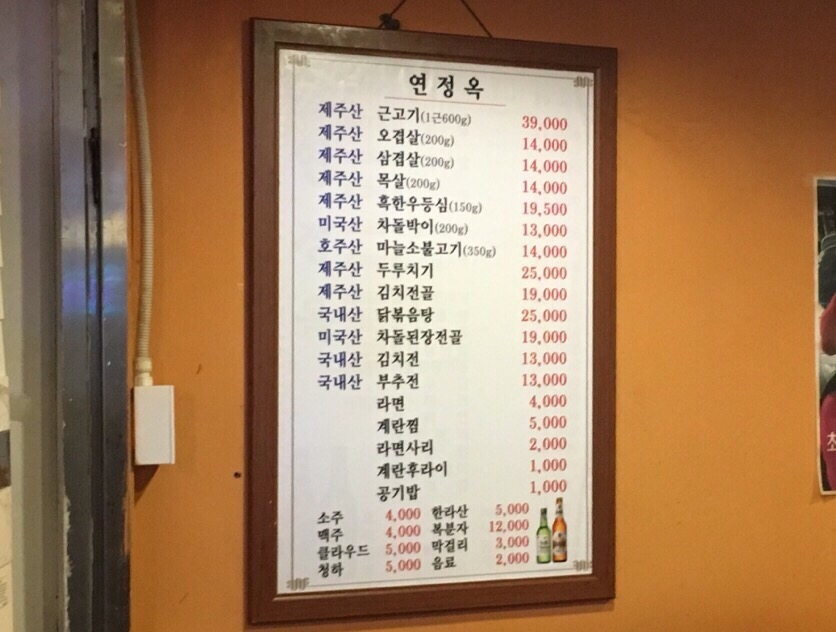 연정옥
제주산 근고기(1근600g) 39,000
제주산 오겹살(200g) 14,000
제주산 삼겹살(200g) 14,000
제주산 목살(200g) 14,000
제주산 흑한우등심(150g) 19,500
미국산 차돌박이(200g) 13,000
호주산 마늘소불고기(350g) 14,000
제주산 두루치기 25,000
제주산 김치전골 19,000
국내산 닭볶음탕 25,000
미국산 차돌된장전골 19,000
국내산 김치전 13,000
국내산 부추전 13,000
라면 4,000
계란찜 5,000
라면사리 2,000
계란후라이 1,000
공기밥 1,000
소주 4,000 한라산 5,000
맥주 4,000 복분자 12,000
클라우드 5,000 막걸리 3,000
청하 5,000 음료 2,000